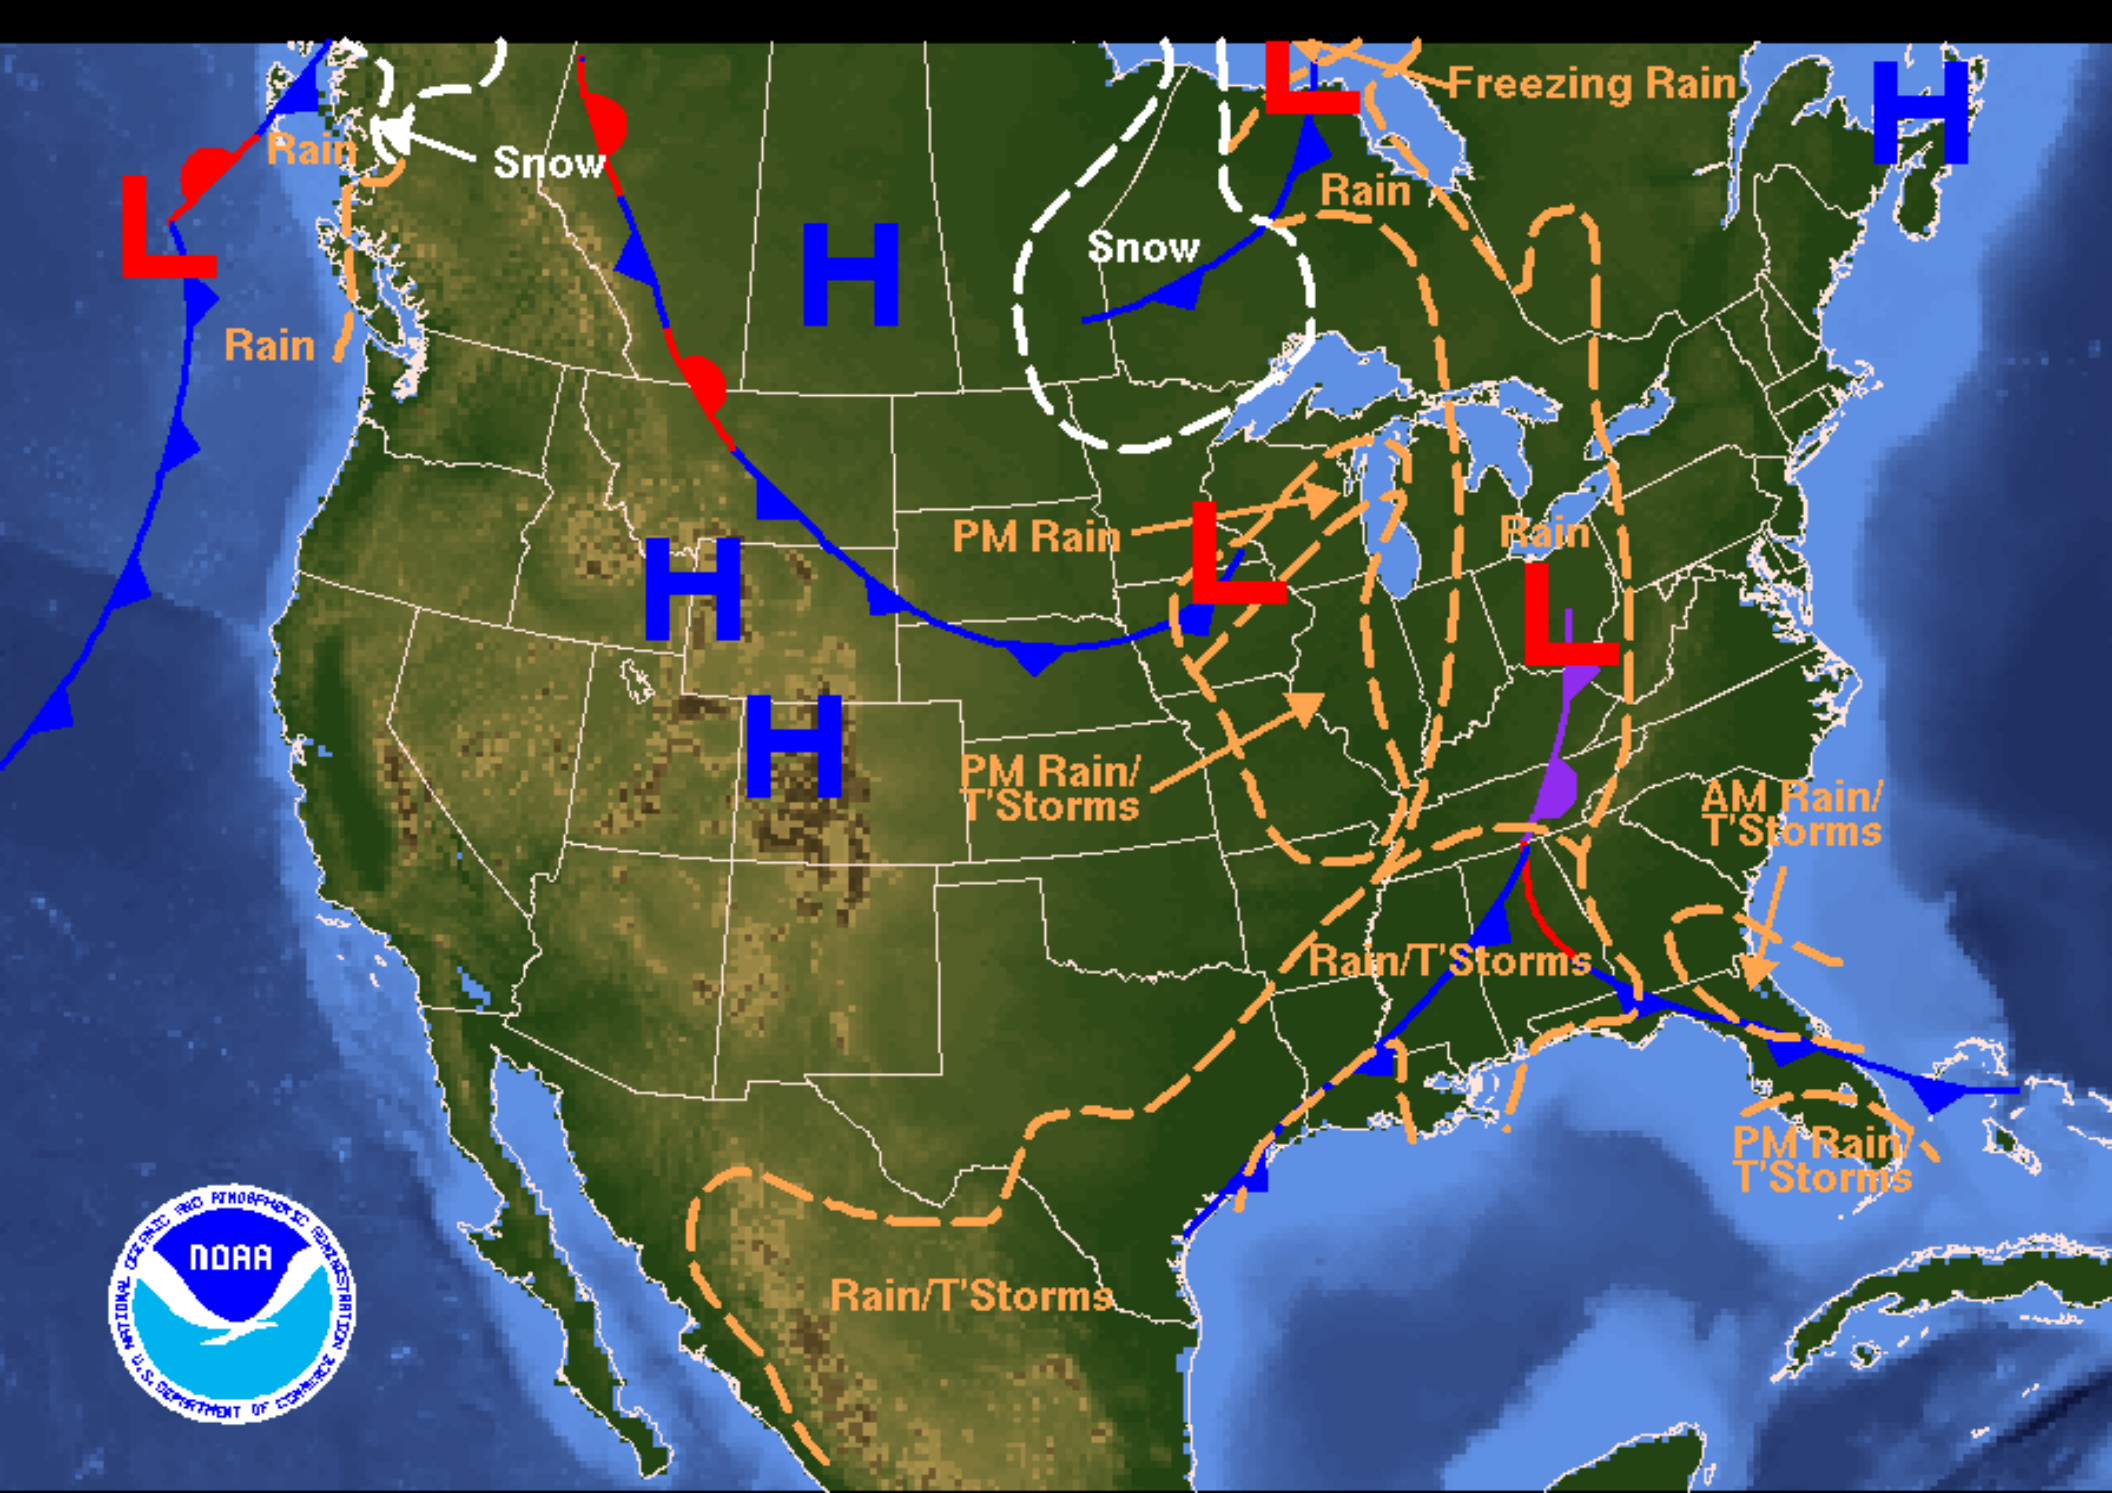 Freezing Rain
H
L
Rain
Snow
L
Rain
Snow
H
Rain
PM Rain
L
Rain
L
H
H
PM Rain/
T'Storms
AM Rain/
T'Storms
Rain/T'Storms
PM Rain/
T'Storms
Rain/T'Storms
NOAA
NATIONAL OCEANIC AND ATMOSPHERIC ADMINISTRATION
U.S. DEPARTMENT OF COMMERCE